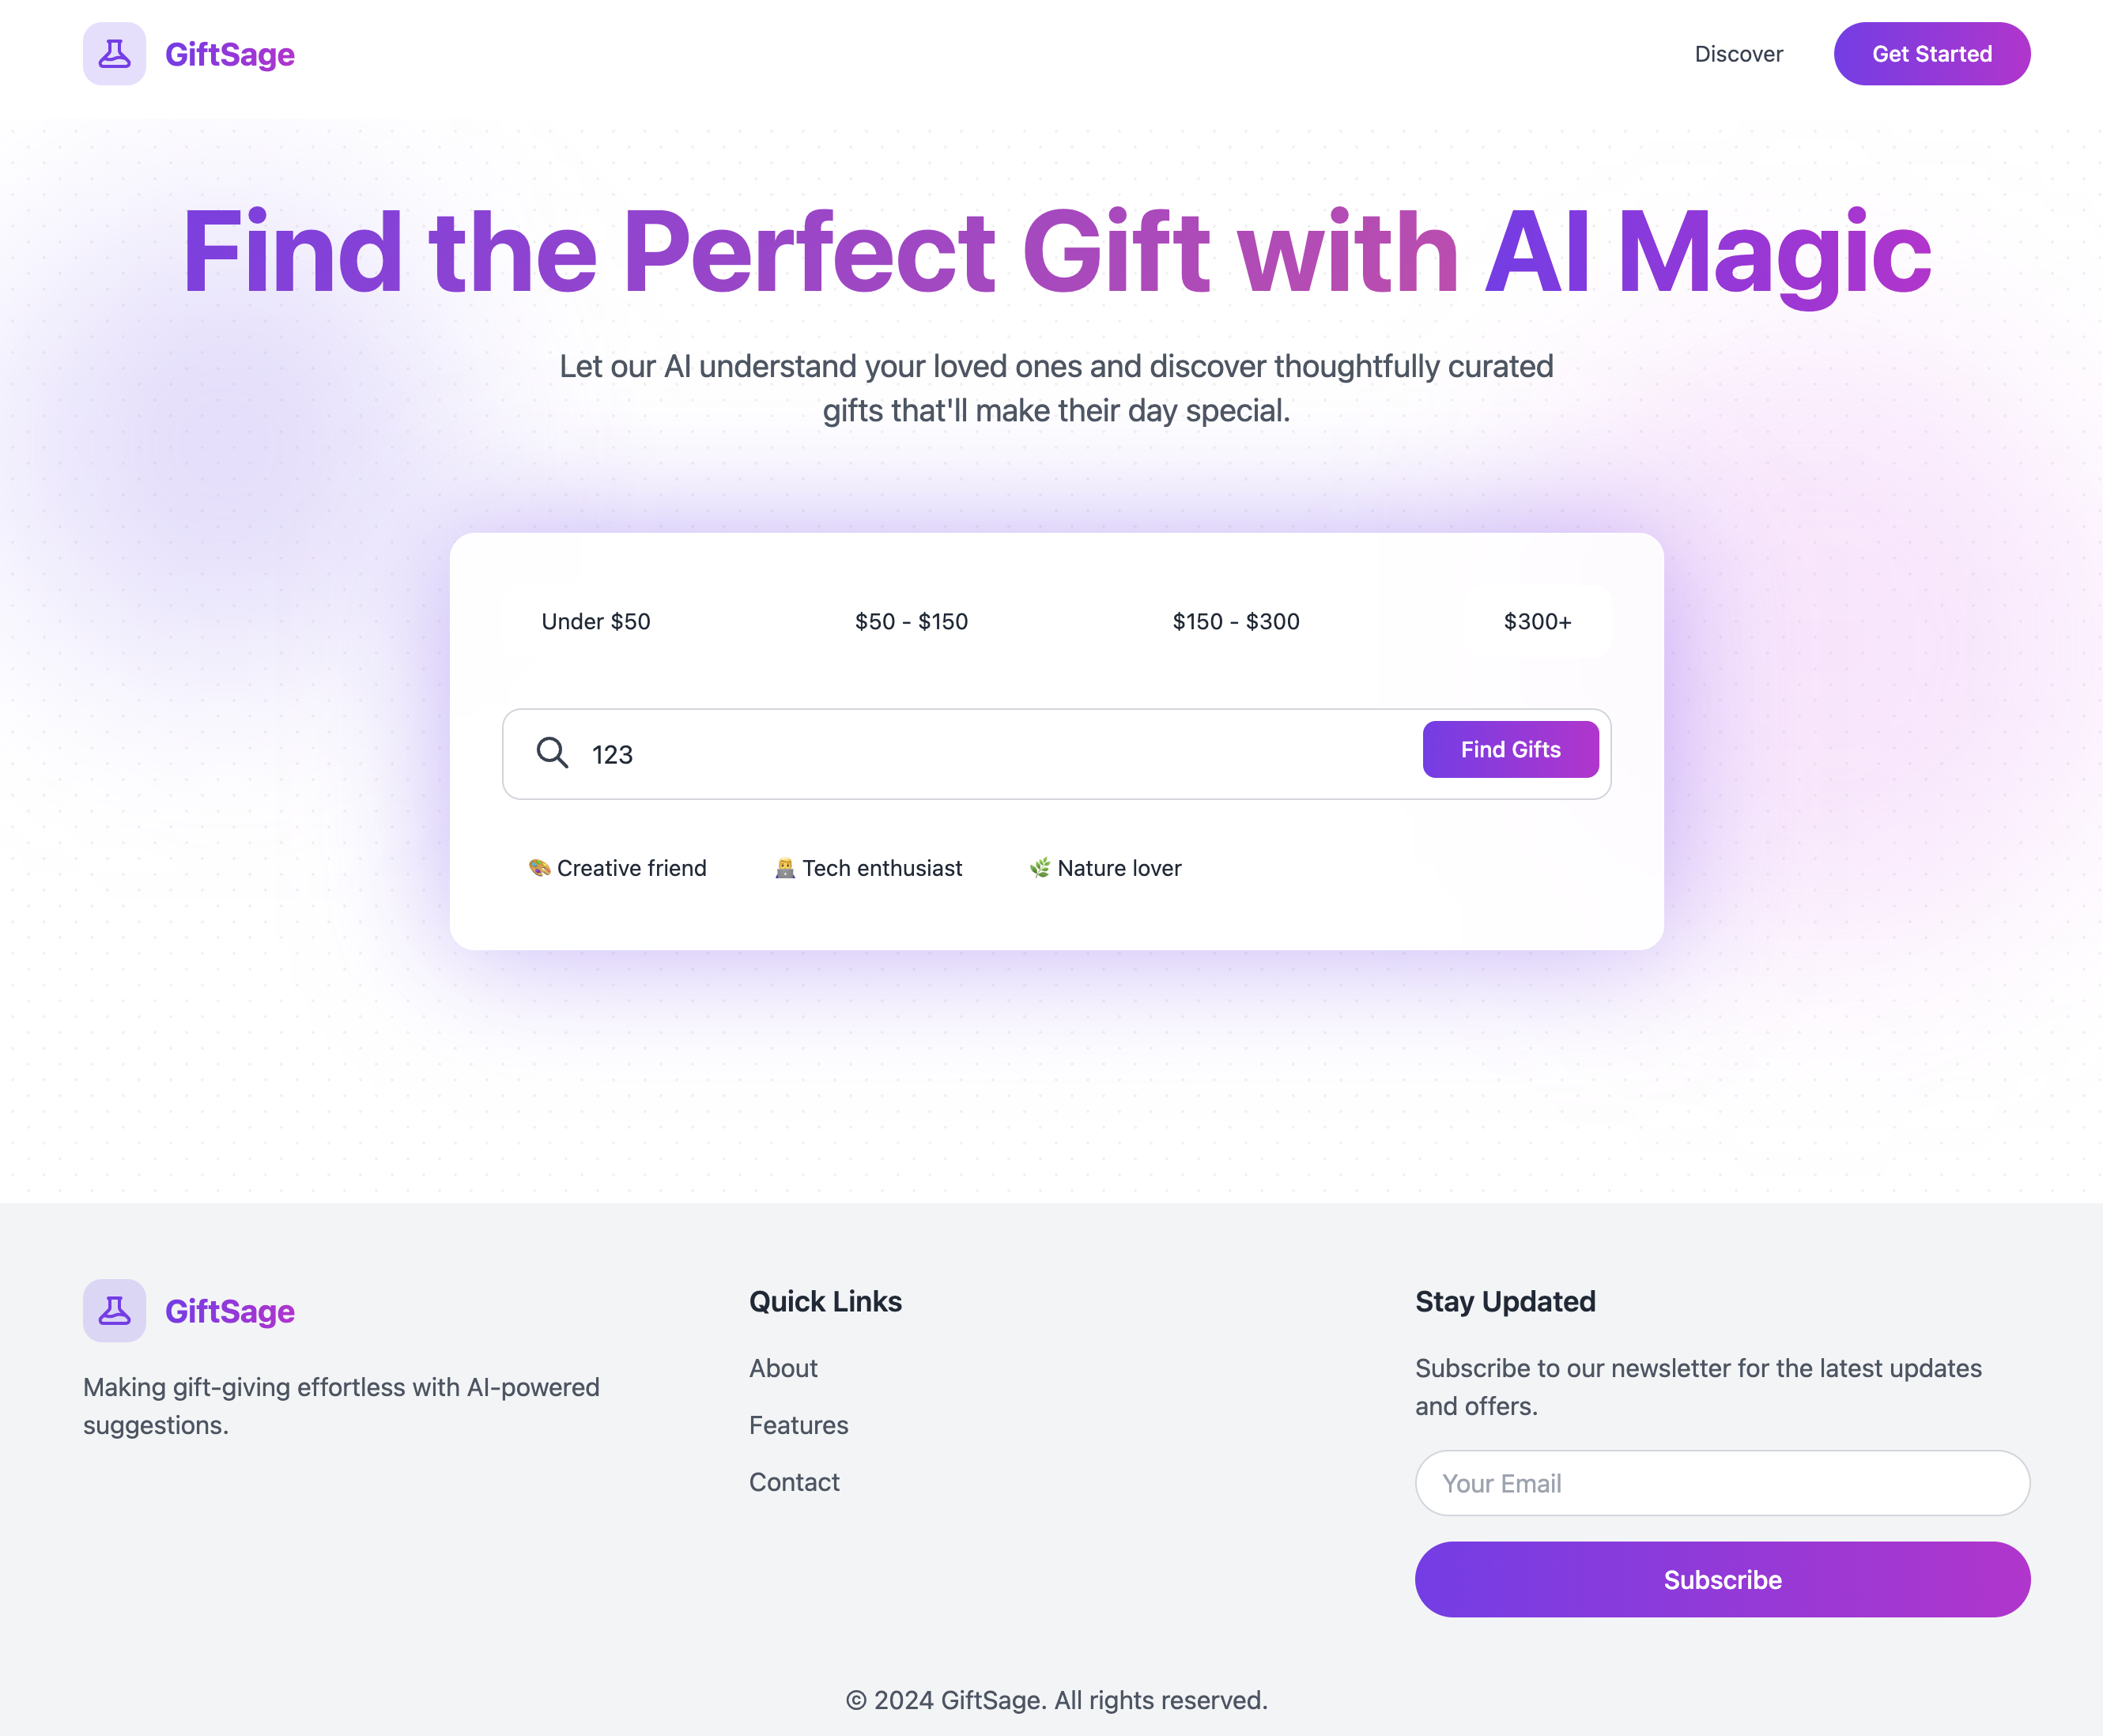 GiftSage
Discover
Get Started
Find the Perfect Gift with AI Magic
Let our AI understand your loved ones and discover thoughtfully curated
gifts that'll make their day special.
Under $50
$50 - $150
$150 - $300
$300+
123
Find Gifts
🎨 Creative friend
👩‍💻 Tech enthusiast
🌿 Nature lover
GiftSage
Making gift-giving effortless with AI-powered
suggestions.
Quick Links
About
Features
Contact
Stay Updated
Subscribe to our newsletter for the latest updates
and offers.
Your Email
Subscribe
© 2024 GiftSage. All rights reserved.